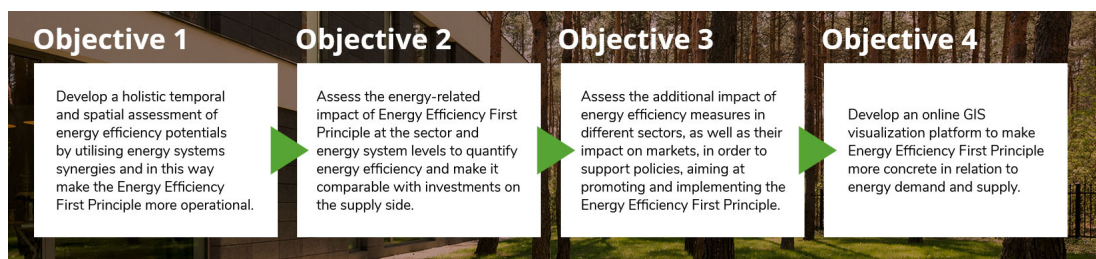 Objective 1
Develop a holistic temporal
and spatial assessment of
energy efficiency potentials
by utilising energy systems
synergies and in this way
make the Energy Efficiency
First Principle more operational.
Objective 2
Assess the energy-related
impact of Energy Efficiency First
Principle at the sector and
energy system levels to quantify
energy efficiency and make it
comparable with investments on
the supply side.
Objective 3
Assess the additional impact of
energy efficiency measures in
different sectors, as well as their
impact on markets, in order to
support policies, aiming at
promoting and implementing the
Energy Efficiency First Principle.
Objective 4
Develop an online GIS
visualization platform to make
Energy Efficiency First Principle
more concrete in relation to
energy demand and supply.